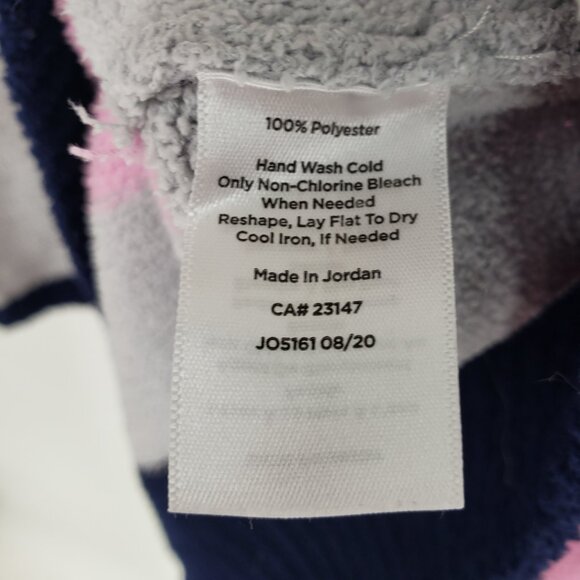 100% Polyester
Hand Wash Cold
Only Non-Chlorine Bleach
When Needed
Reshape, Lay Flat To Dry
Cool Iron, If Needed
Made In Jordan
CA# 23147
JO5161 08/20